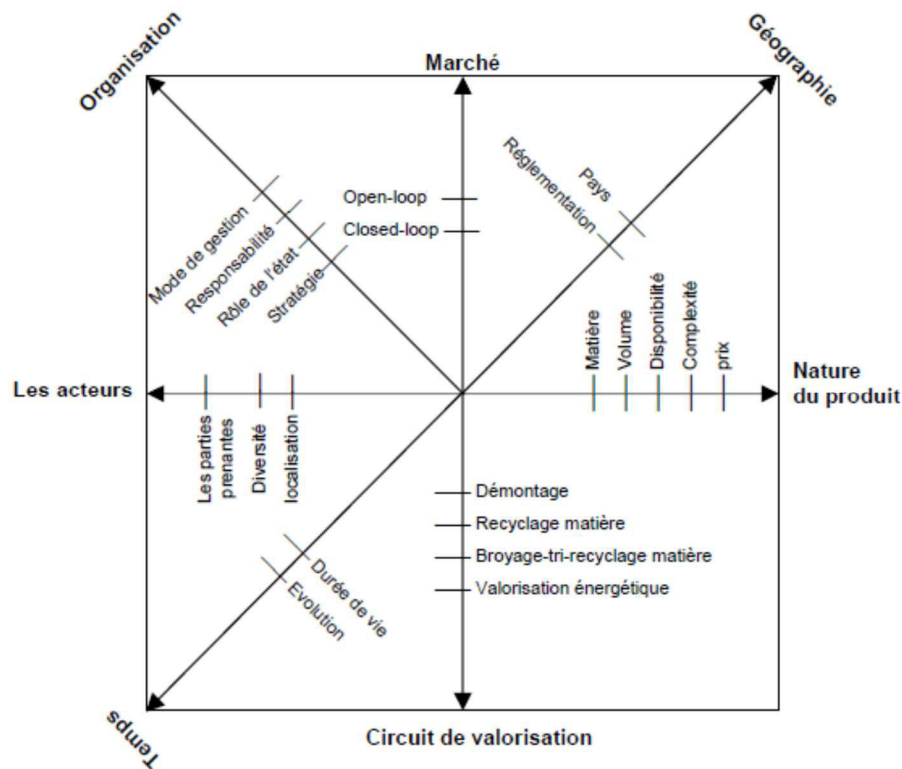 Organisation
Marché
Géographie
Mode de gestion
Responsabilité
Rôle de l'état
Stratégie
Open-loop
Closed-loop
Réglementation
Pays
Les acteurs
Les parties
prenantes
Diversité
localisation
Matière
Volume
Disponibilité
Complexité
prix
Nature
du produit
Démontage
Recyclage matière
Broyage-tri-recyclage matière
Valorisation énergétique
Durée de vie
Evolution
Temps
Circuit de valorisation